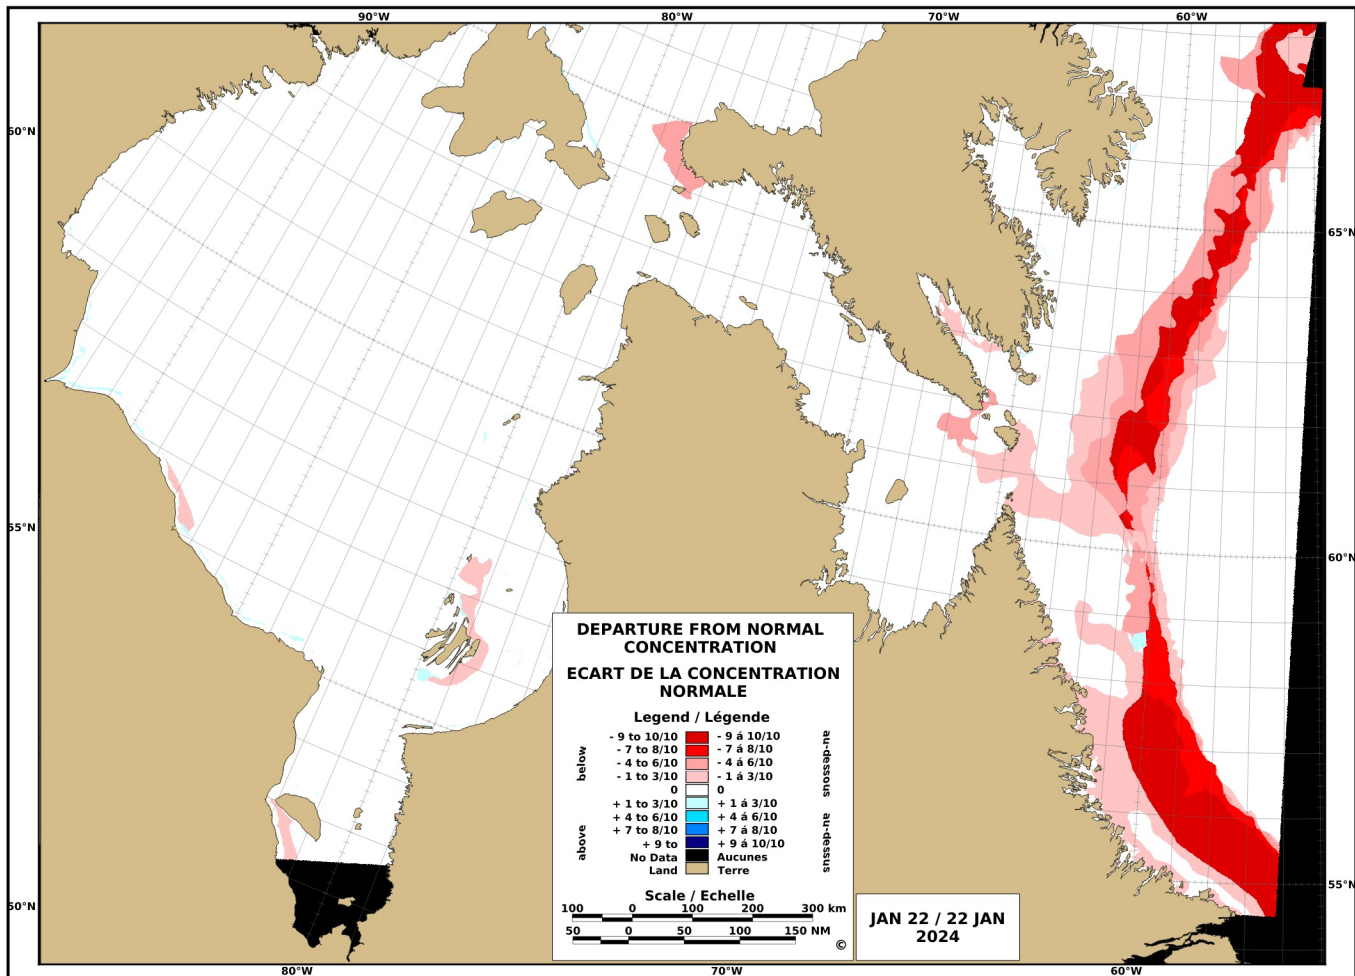 90°W 80°W 70°W 60°W
60°N
65°N
55°N
60°N
DEPARTURE FROM NORMAL
CONCENTRATION
ECART DE LA CONCENTRATION
NORMALE
Legend / Légende
below
above
- 9 to 10/10 - 9 á 10/10
- 7 to 8/10 - 7 á 8/10
- 4 to 6/10 - 4 á 6/10
- 1 to 3/10 - 1 á 3/10
0 0
+ 1 to 3/10 + 1 á 3/10
+ 4 to 6/10 + 4 á 6/10
+ 7 to 8/10 + 7 á 8/10
+ 9 to + 9 á 10/10
No Data Aucunes
Land Terre
au-dessous
au-dessus
Scale / Echelle
100 0 100 200 300 km
50 0 50 100 150 NM
©
JAN 22 / 22 JAN
2024
55°N
50°N
80°W 70°W 60°W